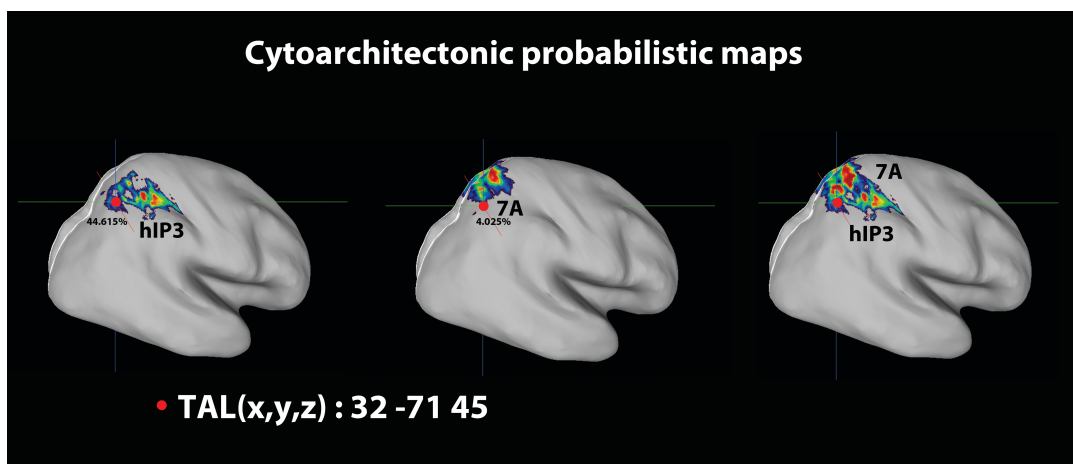 Cytoarchitectonic probabilistic maps
7A
44.615%
hIP3
7A
4.025%
hIP3
TAL(x,y,z) : 32 -71 45